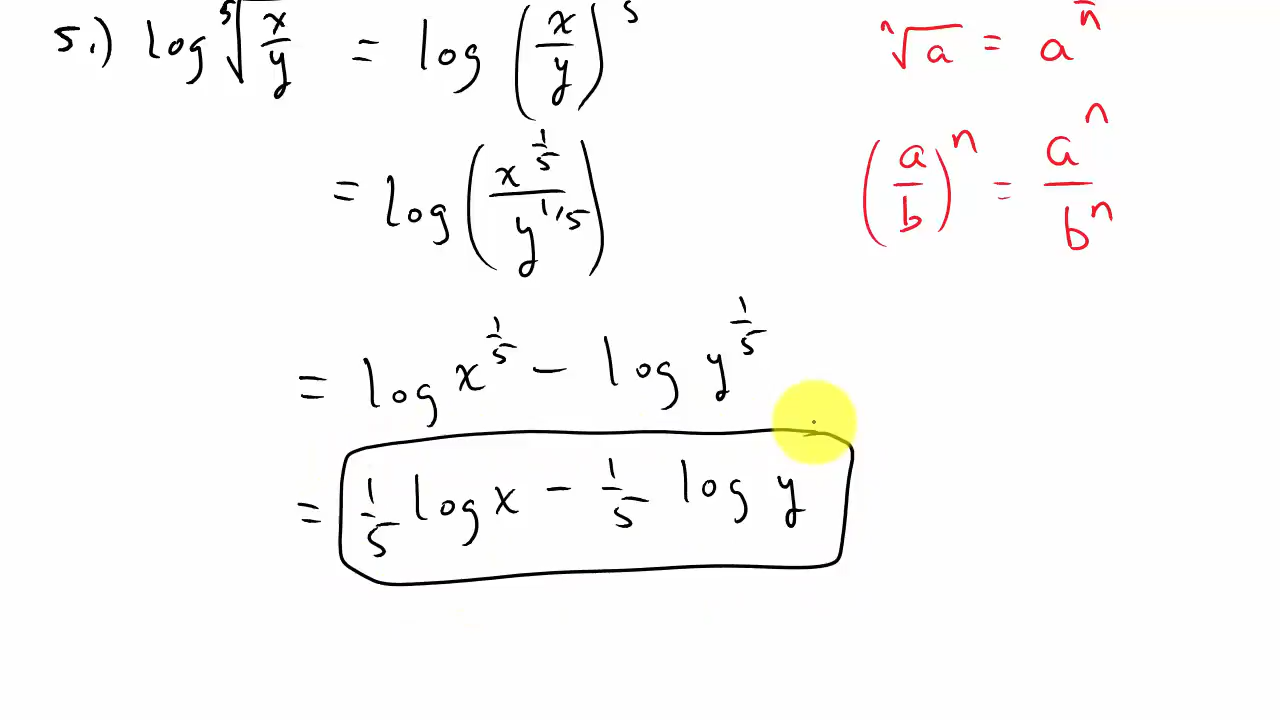 5.) log ⁵√(x/y) = log (x/y)^5
= log (x^(1/5) / y^(1/5))
= log x^(1/5) − log y^(1/5)
= 1/5 log x − 1/5 log y
ⁿ√a = a^n
(a/b)^n = a^n / b^n